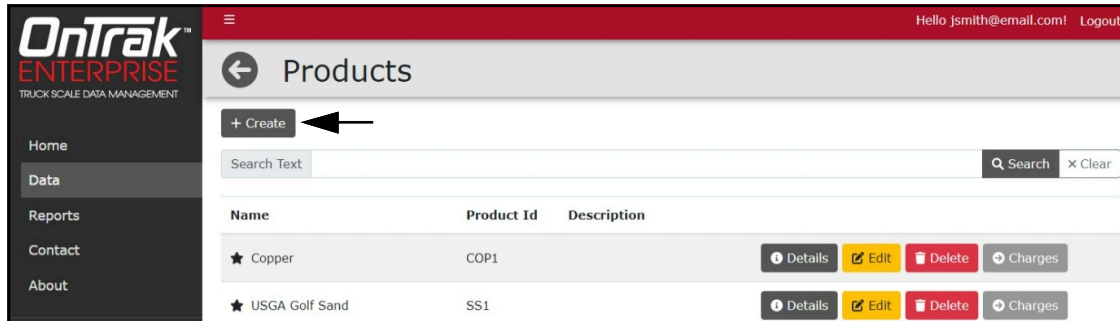 OnTrak™
ENTERPRISE
TRUCK SCALE DATA MANAGEMENT
Home
Data
Reports
Contact
About
Hello jsmith@email.com! Logout
Products
+ Create
Search Text Search × Clear
Name Product Id Description
Copper COP1 Details Edit Delete Charges
USGA Golf Sand SS1 Details Edit Delete Charges